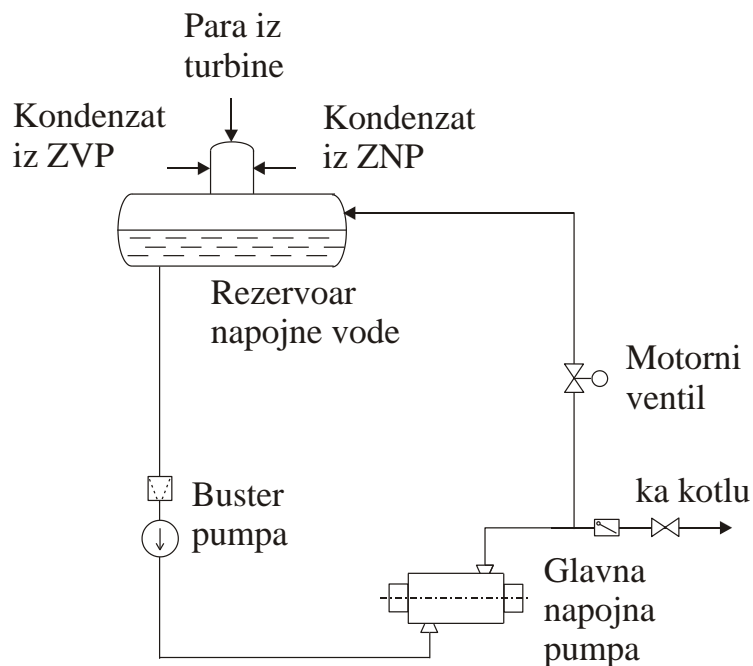 Para iz
turbine
Kondenzat
iz ZVP
Kondenzat
iz ZNP
Rezervoar
napojne vode
Motorni
ventil
Buster
pumpa
ka kotlu
Glavna
napojna
pumpa